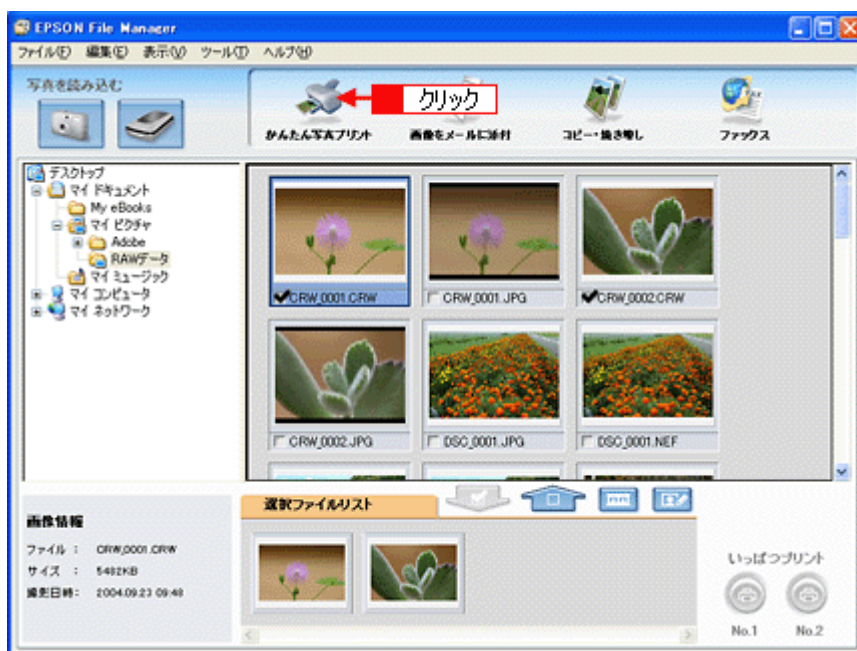 EPSON File Manager
ファイル(F) 編集(E) 表示(V) ツール(T) ヘルプ(H)
写真を読み込む
クリック
かんたん写真プリント
画像をメールに添付
コピー・焼き増し
ファックス
デスクトップ
マイ ドキュメント
My eBooks
マイ ピクチャ
Adobe
RAWデータ
マイ ミュージック
マイ コンピュータ
マイ ネットワーク
CRW_0001.CRW
CRW_0001.JPG
CRW_0002.CRW
CRW_0002.JPG
DSC_0001.JPG
DSC_0001.NEF
選択ファイルリスト
画像情報
ファイル : CRW_0001.CRW
サイズ : 5482KB
撮影日時: 2004.09.23 09:48
いっぱつプリント
No.1
No.2